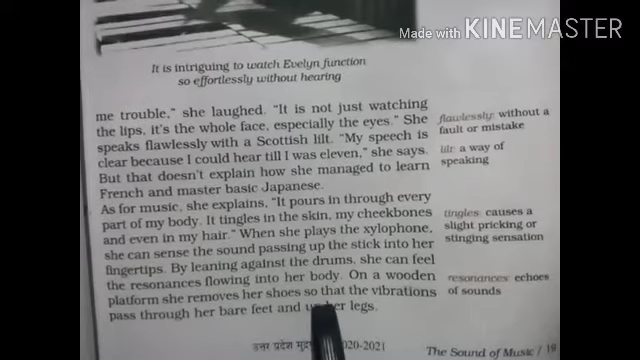 Made with KINEMASTER
It is intriguing to watch Evelyn function
so effortlessly without hearing
me trouble,” she laughed. “It is not just watching
the lips, it’s the whole face, especially the eyes.” She
speaks flawlessly with a Scottish lilt. “My speech is
clear because I could hear till I was eleven,” she says.
But that doesn’t explain how she managed to learn
French and master basic Japanese.
As for music, she explains, “It pours in through every
part of my body. It tingles in the skin, my cheekbones
and even in my hair.” When she plays the xylophone,
she can sense the sound passing up the stick into her
fingertips. By leaning against the drums, she can feel
the resonances flowing into her body. On a wooden
platform she removes her shoes so that the vibrations
pass through her bare feet and up her legs.
flawlessly: without a
fault or mistake
lilt: a way of
speaking
tingles: causes a
slight pricking or
stinging sensation
resonances: echoes
of sounds
उत्तर प्रदेश 2020-2021
The Sound of Music / 19